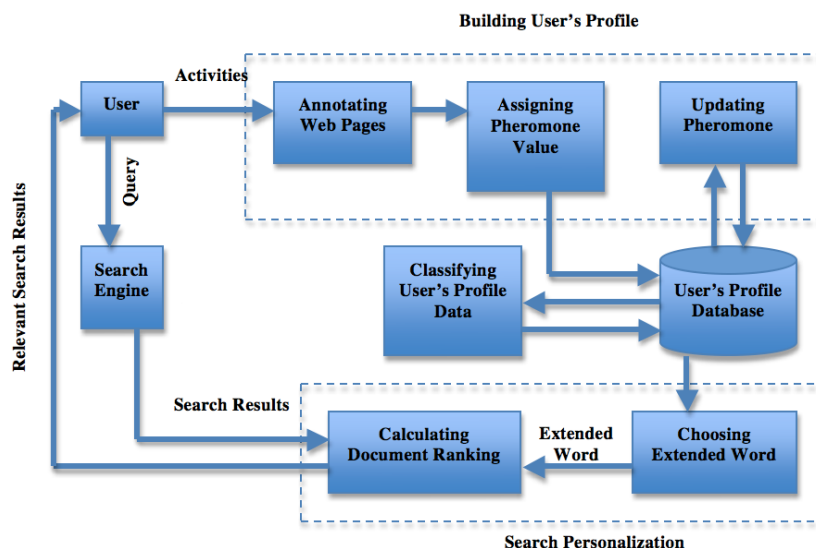 Building User's Profile
Activities
User
Annotating
Web Pages
Assigning
Pheromone
Value
Updating
Pheromone
Query
Relevant Search Results
Search
Engine
Classifying
User's Profile
Data
User's Profile
Database
Search Results
Calculating
Document Ranking
Extended
Word
Choosing
Extended Word
Search Personalization